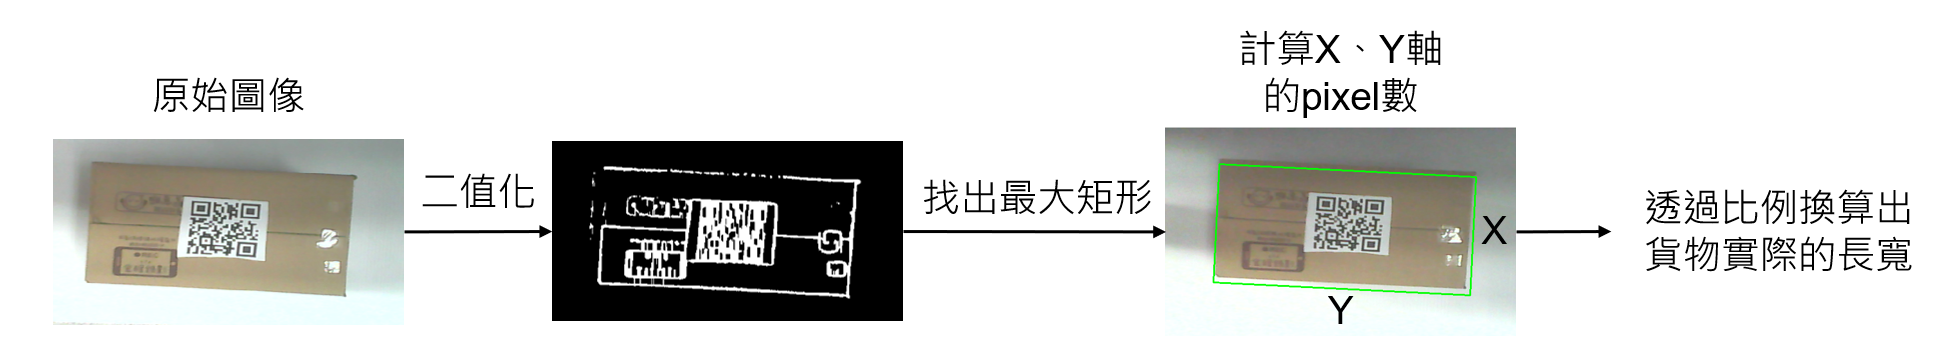 原始圖像
二值化
找出最大矩形
計算X、Y軸
的pixel數
X
Y
透過比例換算出
貨物實際的長寬